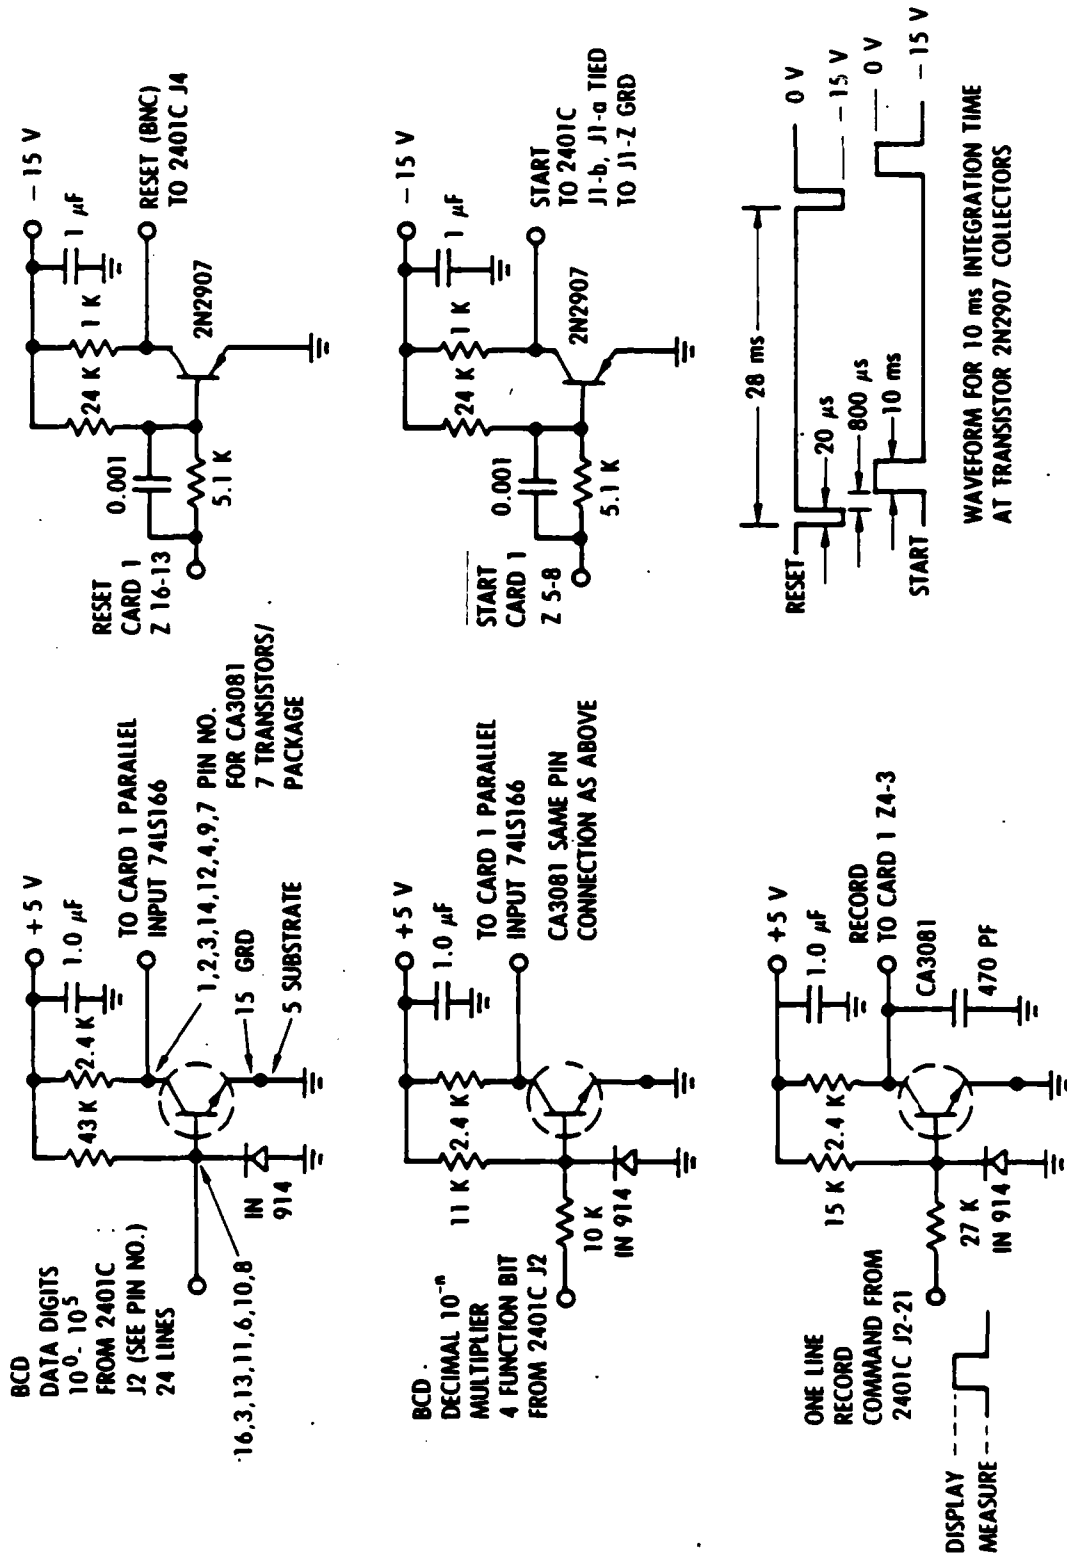 BCD
DATA DIGITS
10⁰- 10⁵
FROM 2401C
J2 (SEE PIN NO.)
24 LINES
16,3,13,11,6,10,8
43 K
2.4 K
+ 5 V
1.0 µF
TO CARD 1 PARALLEL
INPUT 74LS166
1,2,3,14,12,4,9,7 PIN NO.
FOR CA3081
7 TRANSISTORS/
PACKAGE
15 GRD
5 SUBSTRATE
IN
914
BCD
DECIMAL 10⁻ⁿ
MULTIPLIER
4 FUNCTION BIT
FROM 2401C J2
11 K
2.4 K
10 K
IN 914
+ 5 V
1.0 µF
TO CARD 1 PARALLEL
INPUT 74LS166
CA3081 SAME PIN
CONNECTION AS ABOVE
ONE LINE
RECORD
COMMAND FROM
2401C J2-21
DISPLAY
MEASURE
15 K
2.4 K
27 K
IN 914
+ 5 V
1.0 µF
RECORD
TO CARD 1 Z4-3
CA3081
470 PF
RESET
CARD 1
Z 16-13
0.001
5.1 K
24 K
1 K
- 15 V
1 µF
RESET (BNC)
TO 2401C J4
2N2907
START
CARD 1
Z 5-8
0.001
5.1 K
24 K
1 K
- 15 V
1 µF
START
TO 2401C
J1-b, J1-a TIED
TO J1-Z GRD
2N2907
RESET
28 ms
20 µs
800 µs
10 ms
0 V
- 15 V
START
0 V
- 15 V
WAVEFORM FOR 10 ms INTEGRATION TIME
AT TRANSISTOR 2N2907 COLLECTORS